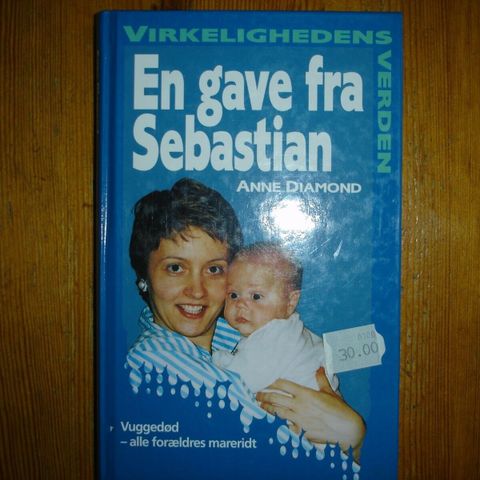 VIRKELIGHEDENS
VERDEN
En gave fra
Sebastian
ANNE DIAMOND
30.00
Vuggedød
– alle forældres mareridt